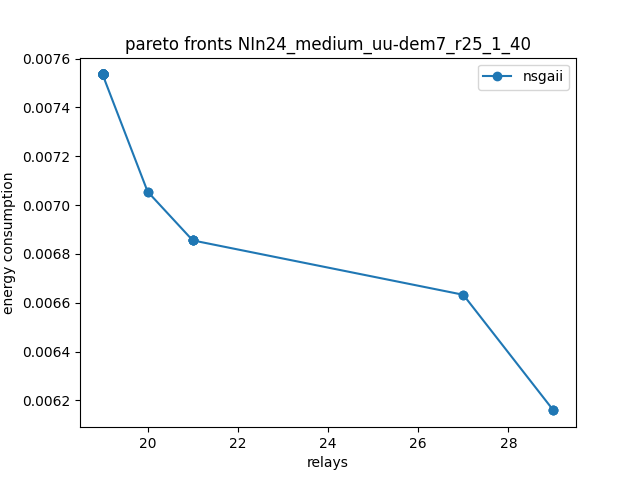 pareto fronts NIn24_medium_uu-dem7_r25_1_40
nsgaii
0.0076
0.0074
0.0072
0.0070
0.0068
0.0066
0.0064
0.0062
energy consumption
20 22 24 26 28
relays